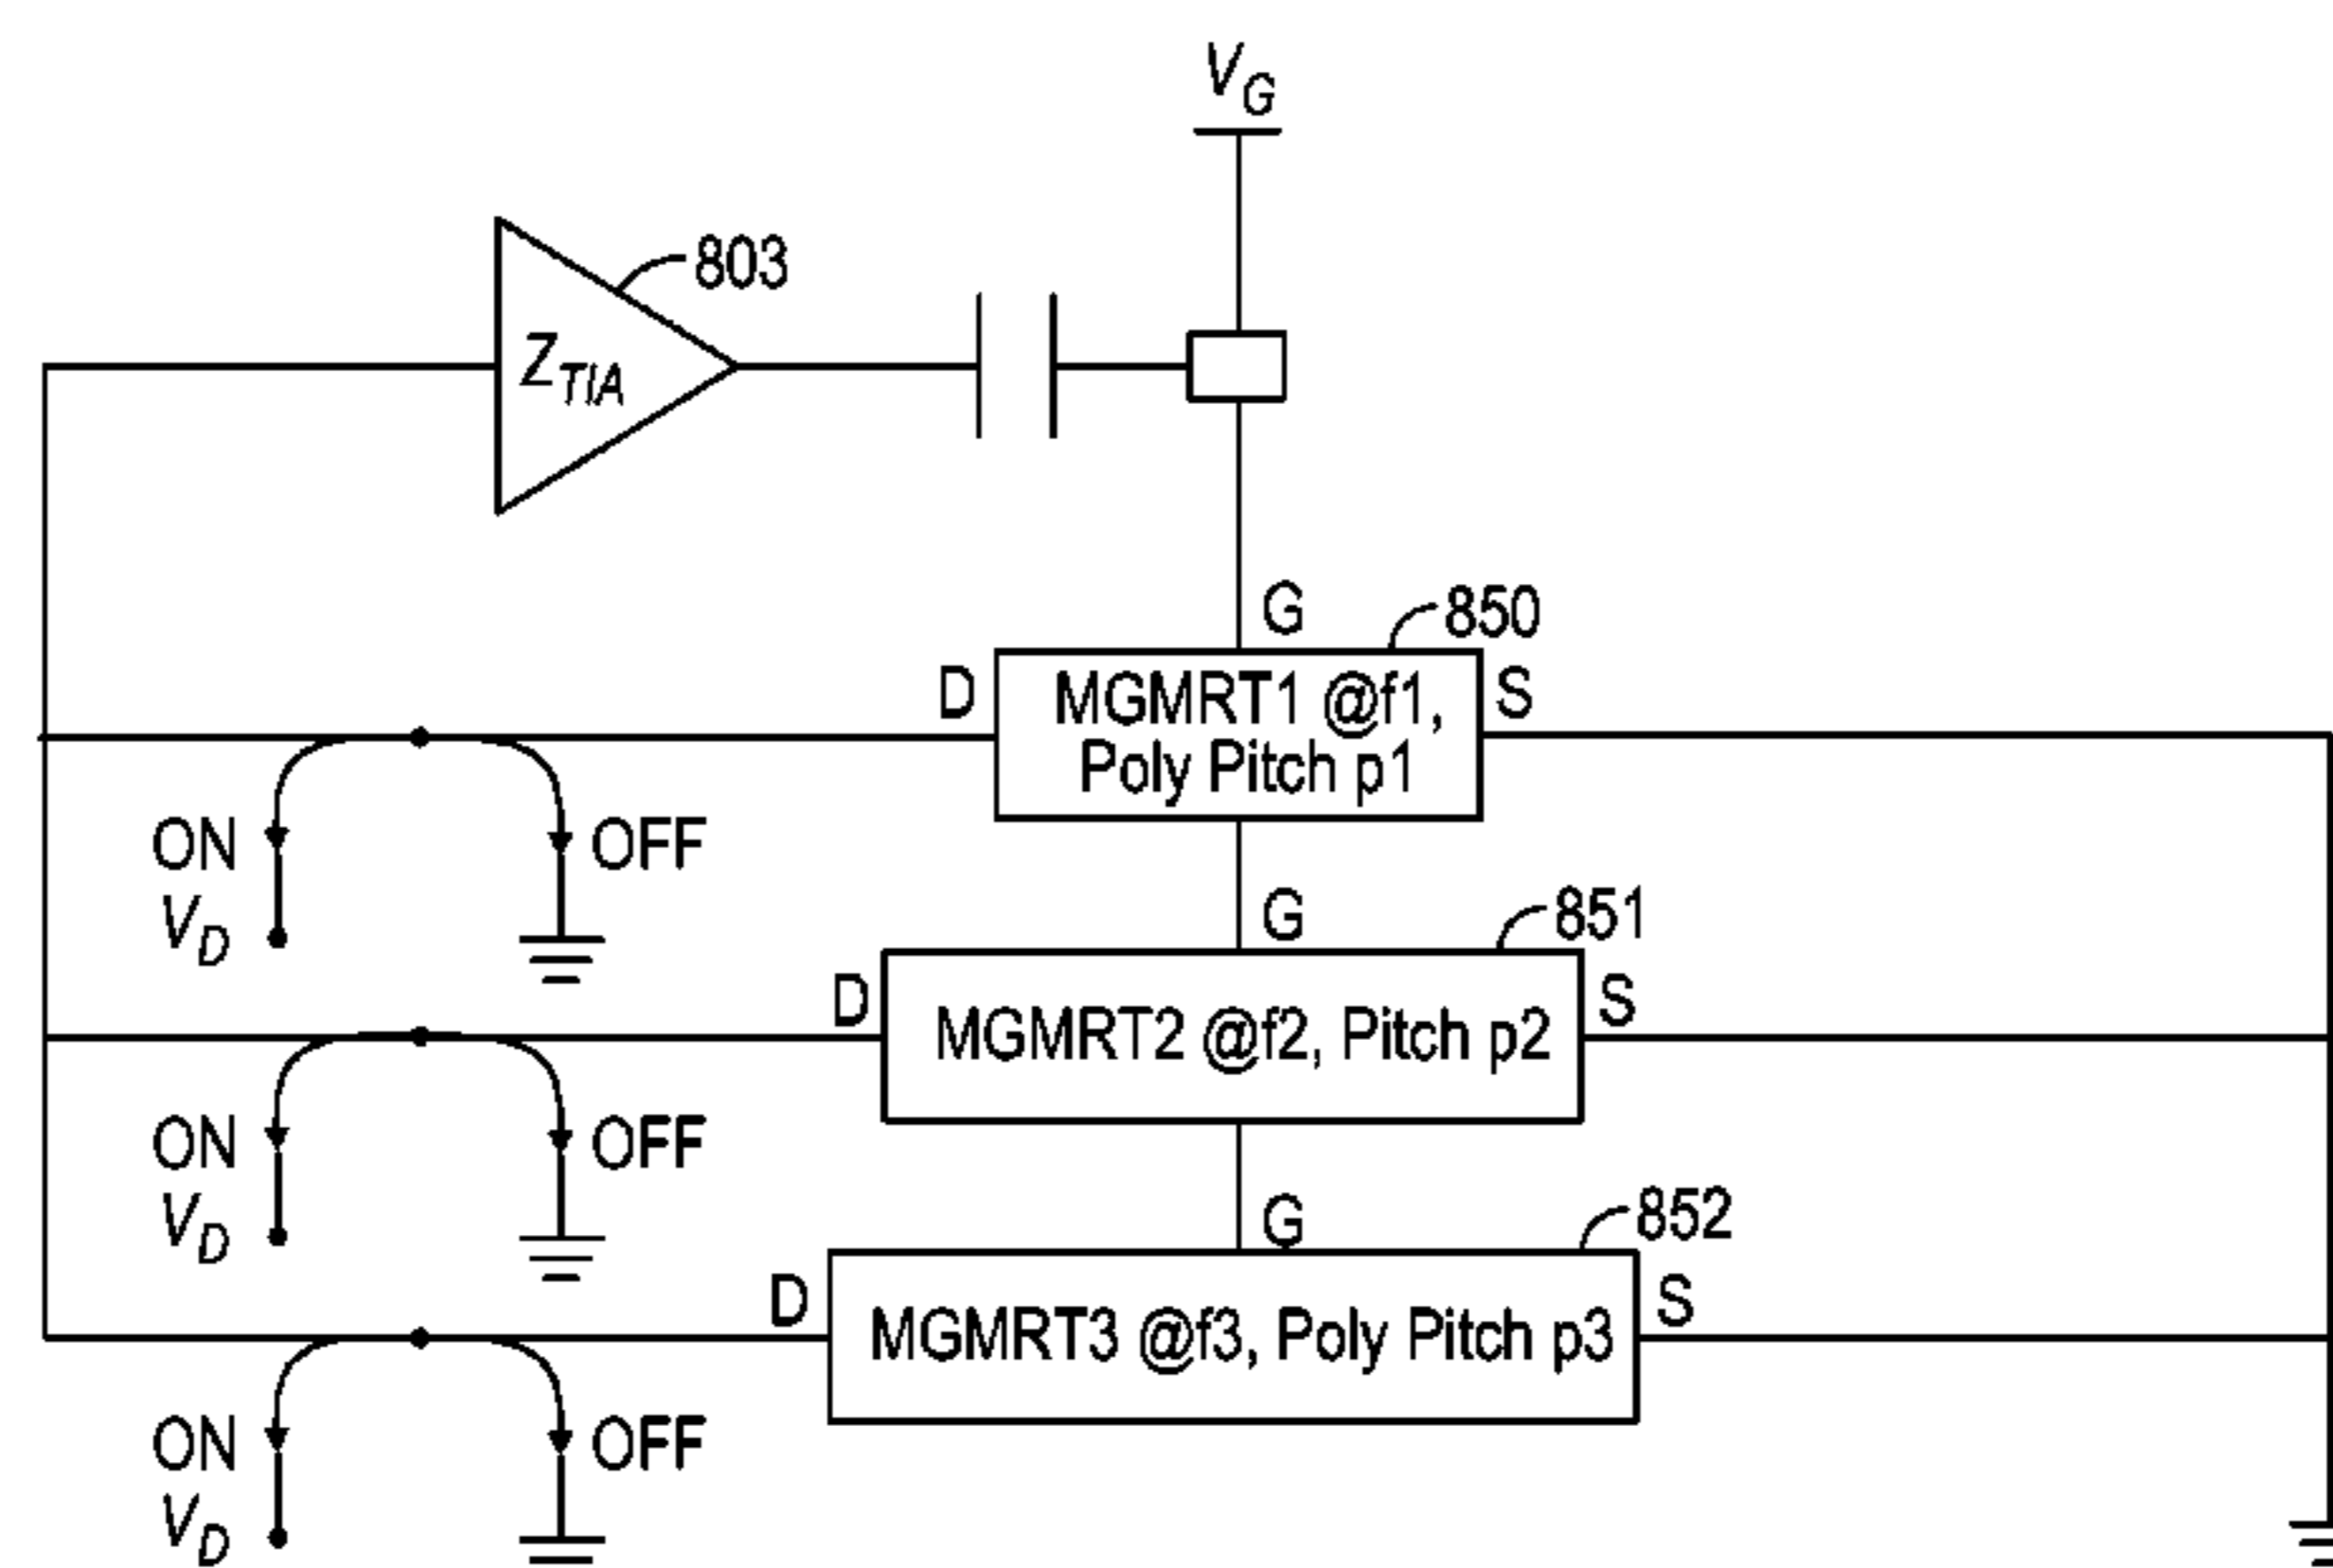 V_G
803
Z_TIA
G
850
D
MGMRT1 @f1,
Poly Pitch p1
S
ON
OFF
V_D
G
851
D
MGMRT2 @f2, Pitch p2
S
ON
OFF
V_D
G
852
D
MGMRT3 @f3, Poly Pitch p3
S
ON
OFF
V_D